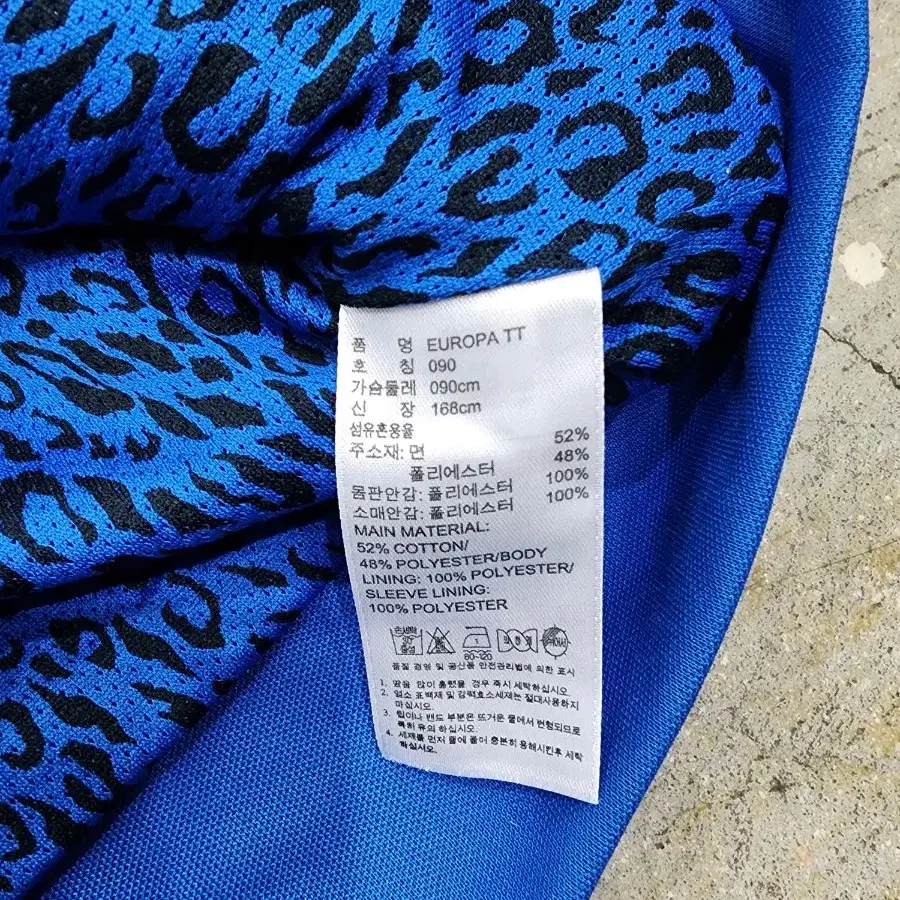 품 명 EUROPA TT
호 칭 090
가슴둘레 090cm
신 장 168cm
섬유혼용율
주소재: 면 52%
폴리에스터 48%
몸판안감: 폴리에스터 100%
소매안감: 폴리에스터 100%
MAIN MATERIAL:
52% COTTON/
48% POLYESTER/BODY
LINING: 100% POLYESTER/
SLEEVE LINING:
100% POLYESTER
손세탁
80~120
품질 경영 및 공산품 안전관리법에 의한 표시
1. 땀을 많이 흘렸을 경우 즉시 세탁하십시오.
2. 염소 표백제 및 강력효소세제는 절대사용하지
마십시오.
3. 립이나 밴드 부분은 뜨거운 물에서 변형되므로
특히 유의 하십시오.
4. 세제를 먼저 물에 풀어 충분히 용해시킨후 세탁
하십시오.